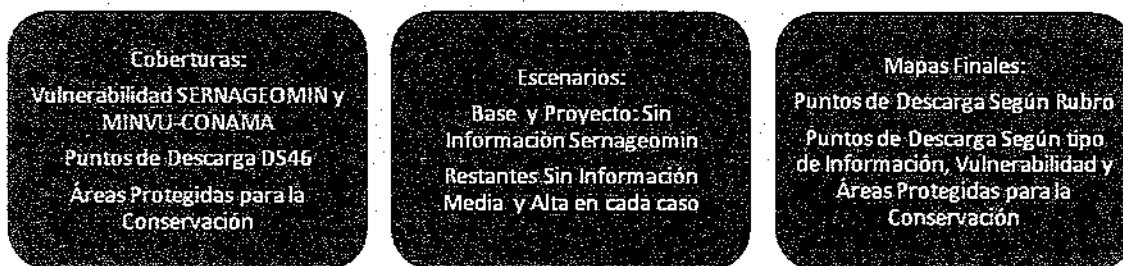 Coberturas:
Vulnerabilidad SERNAGEOMIN y
MINVU-CONAMA
Puntos de Descarga DS46
Áreas Protegidas para la
Conservación
Escenarios:
Base y Proyecto: Sin
Información Sernageomin
Restantes Sin Información
Media y Alta en cada caso
Mapas Finales:
Puntos de Descarga Según Rubro
Puntos de Descarga Según tipo
de Información, Vulnerabilidad y
Áreas Protegidas para la
Conservación